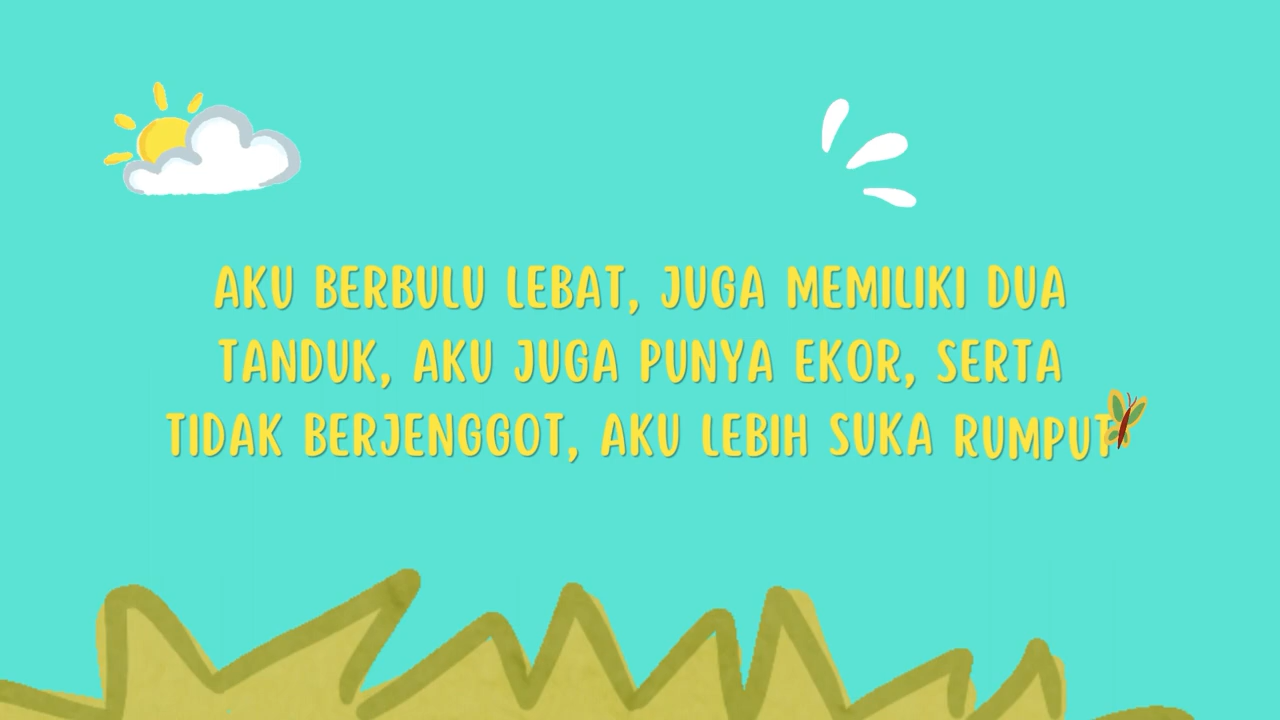 AKU BERBULU LEBAT, JUGA MEMILIKI DUA
TANDUK, AKU JUGA PUNYA EKOR, SERTA
TIDAK BERJENGGOT, AKU LEBIH SUKA RUMPUT